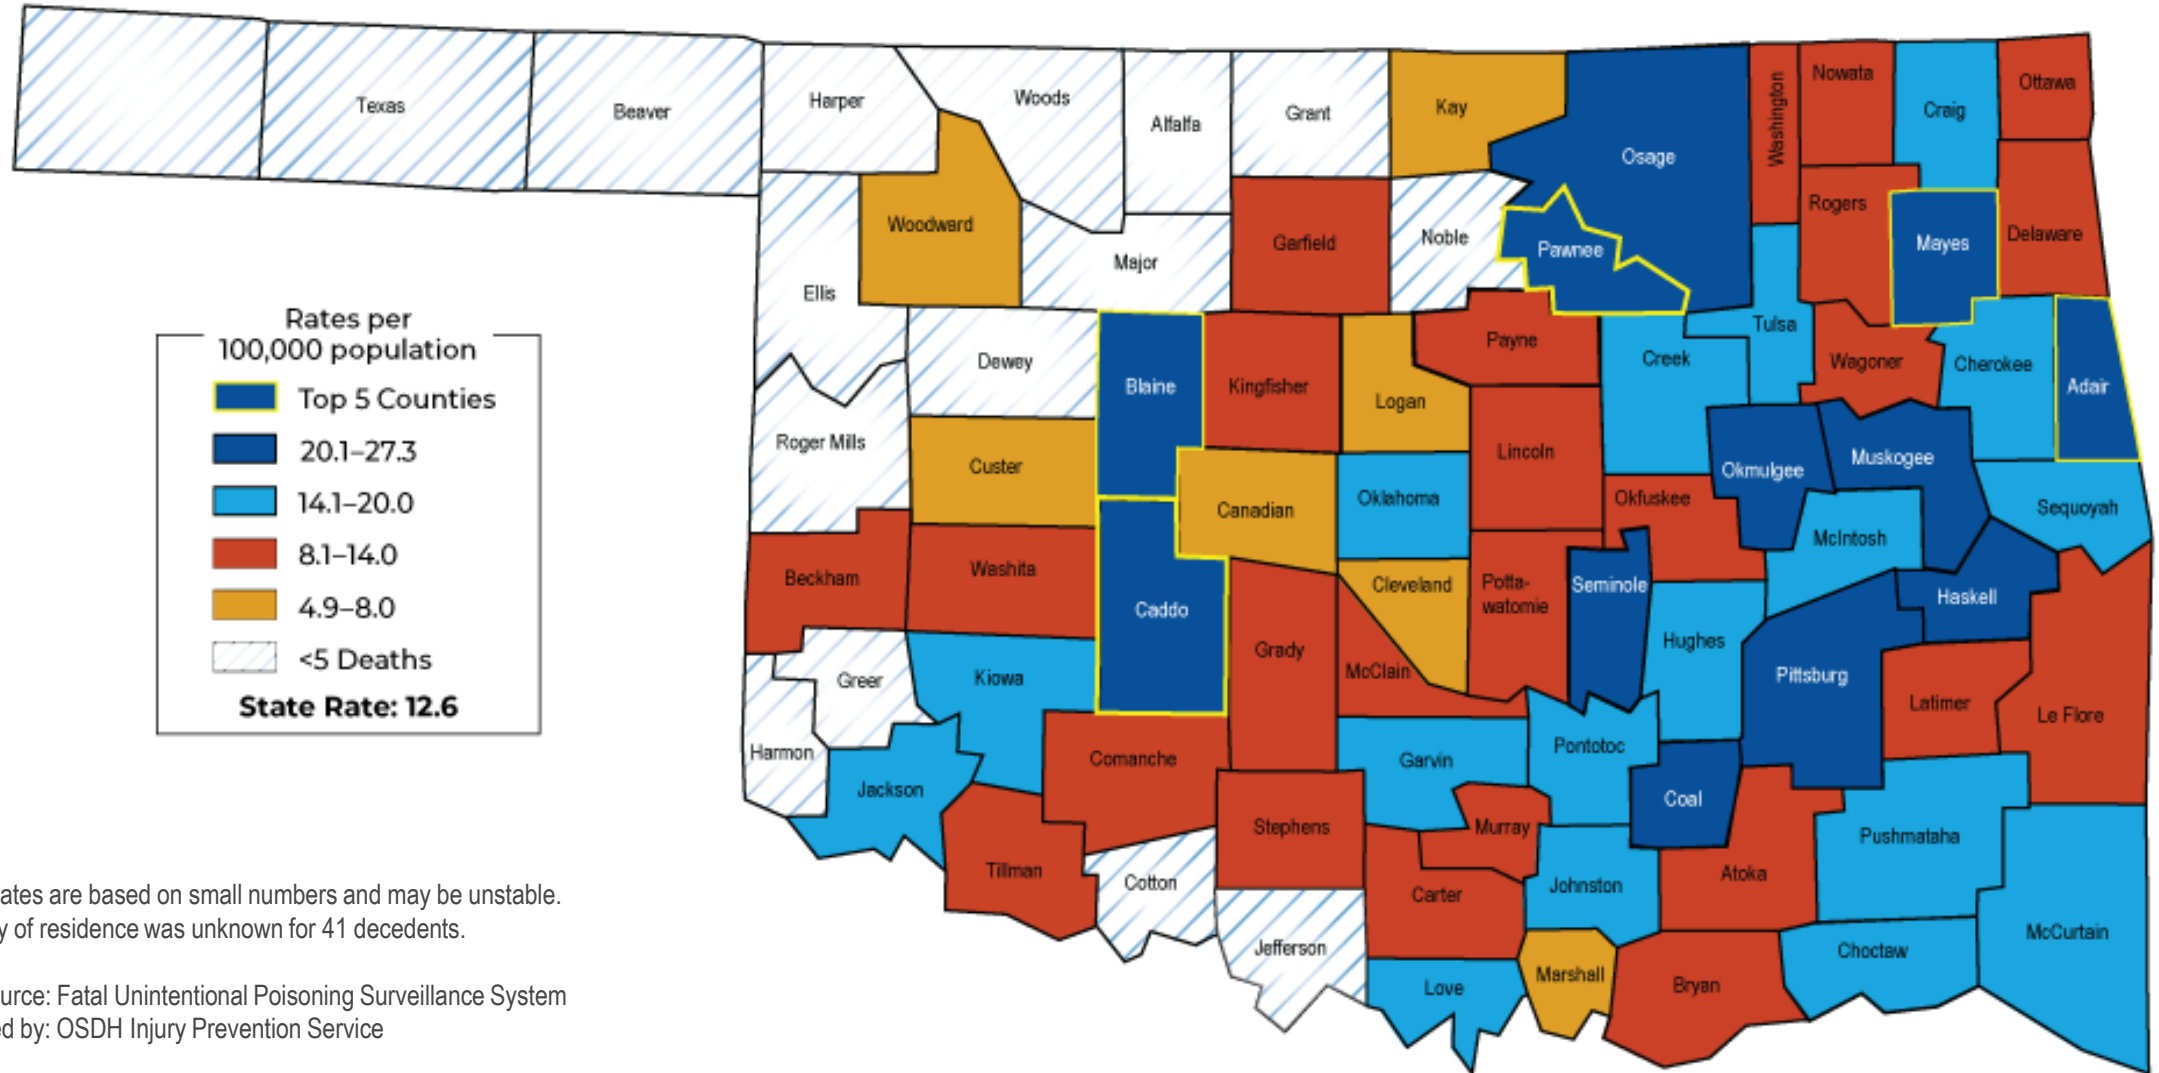 Texas
Beaver
Harper
Woods
Alfalfa
Grant
Kay
Osage
Washington
Nowata
Craig
Ottawa
Woodward
Ellis
Major
Garfield
Noble
Pawnee
Rogers
Mayes
Delaware
Dewey
Blaine
Kingfisher
Logan
Payne
Creek
Tulsa
Wagoner
Cherokee
Adair
Roger Mills
Custer
Canadian
Oklahoma
Lincoln
Okfuskee
Okmulgee
Muskogee
Sequoyah
Beckham
Washita
Caddo
Grady
Cleveland
McClain
Potta-
watomie
Seminole
Hughes
McIntosh
Haskell
Pittsburg
Latimer
Le Flore
Greer
Harmon
Kiowa
Jackson
Comanche
Tillman
Cotton
Stephens
Jefferson
Garvin
Murray
Carter
Love
Pontotoc
Johnston
Marshall
Coal
Atoka
Bryan
Pushmataha
Choctaw
McCurtain
Rates per
100,000 population
Top 5 Counties
20.1–27.3
14.1–20.0
8.1–14.0
4.9–8.0
<5 Deaths
State Rate: 12.6
ates are based on small numbers and may be unstable.
y of residence was unknown for 41 decedents.
urce: Fatal Unintentional Poisoning Surveillance System
ed by: OSDH Injury Prevention Service